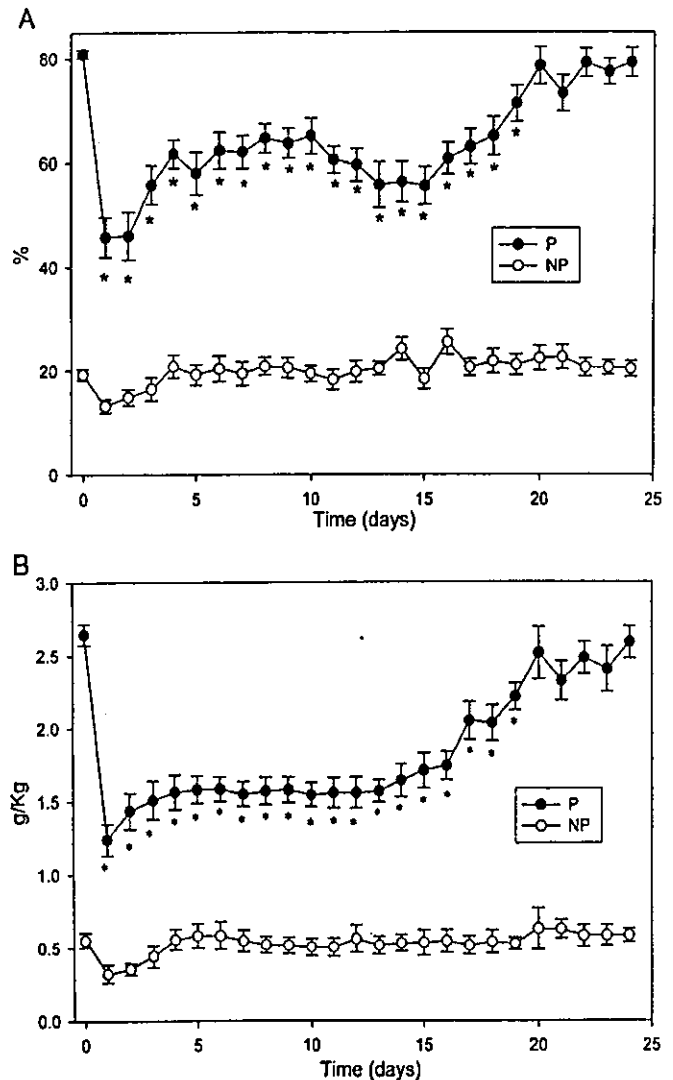 A
80
60
40
20
0
%
* * * * * * * * * * * * * * * * * * *
P
NP
0 5 10 15 20 25
Time (days)
B
3.0
2.5
2.0
1.5
1.0
0.5
0.0
g/Kg
* * * * * * * * * * * * * * * * * * *
P
NP
0 5 10 15 20 25
Time (days)